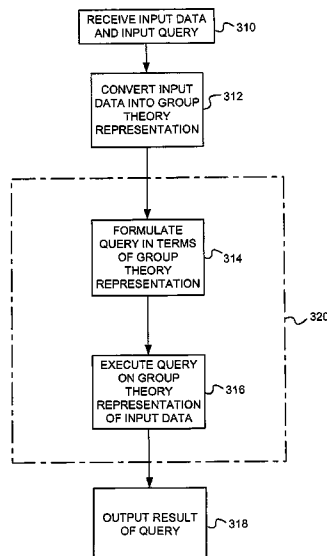 RECEIVE INPUT DATA
AND INPUT QUERY
310
CONVERT INPUT
DATA INTO GROUP
THEORY
REPRESENTATION
312
FORMULATE
QUERY IN TERMS
OF GROUP
THEORY
REPRESENTATION
314
320
EXECUTE QUERY
ON GROUP
THEORY
REPRESENTATION
OF INPUT DATA
316
OUTPUT RESULT
OF QUERY
318